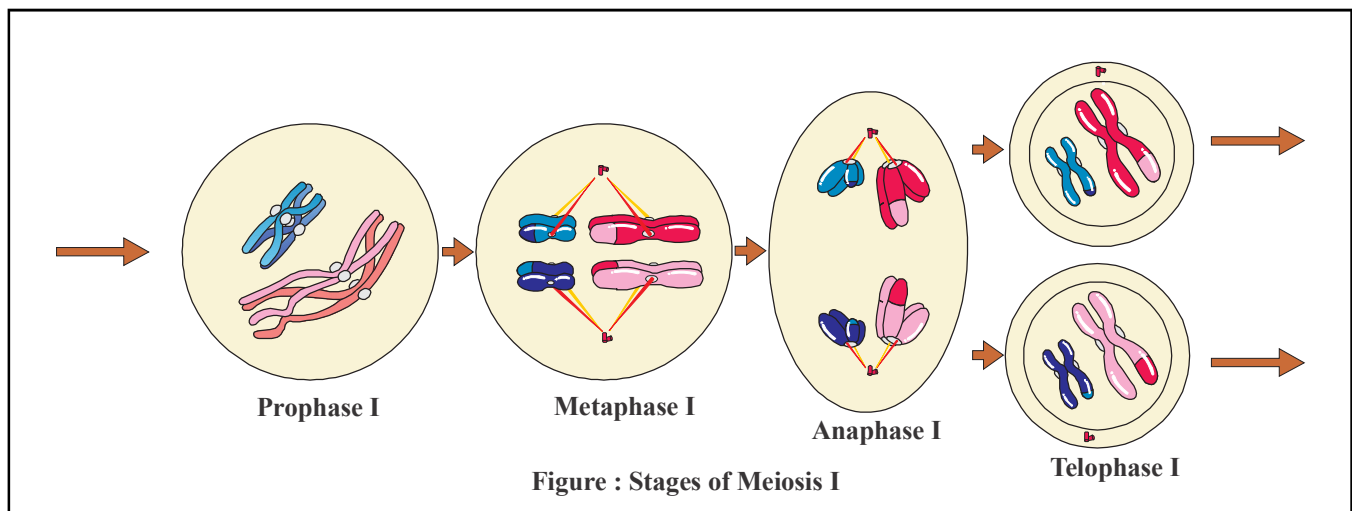 Prophase I
Metaphase I
Anaphase I
Telophase I
Figure : Stages of Meiosis I